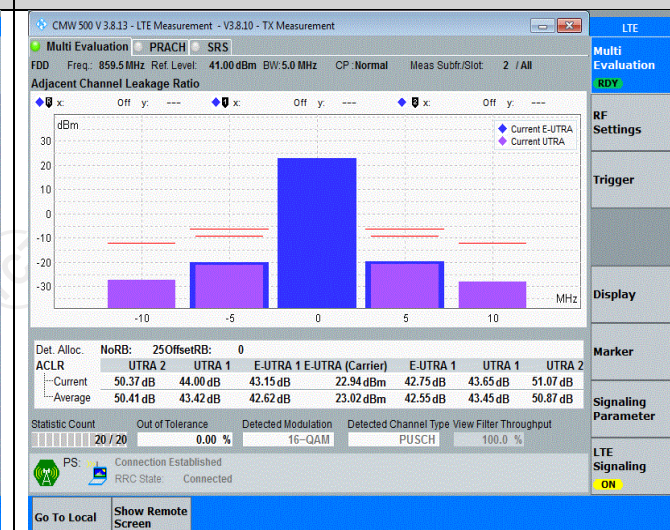 CMW 500 V 3.8.13 - LTE Measurement - V3.8.10 - TX Measurement
LTE
Multi Evaluation PRACH SRS
Multi
Evaluation
RDY
FDD Freq.: 859.5 MHz Ref. Level: 41.00 dBm BW: 5.0 MHz CP : Normal Meas Subfr./Slot: 2 / All
Adjacent Channel Leakage Ratio
x: Off y: --- x: Off y: --- x: Off y: ---
dBm
Current E-UTRA
Current UTRA
30
20
10
0
-10
-20
-30
MHz
-10 -5 0 5 10
RF
Settings
Trigger
Display
Marker
Signaling
Parameter
LTE
Signaling
ON
Det. Alloc. NoRB: 25 OffsetRB: 0
ACLR UTRA 2 UTRA 1 E-UTRA 1 E-UTRA (Carrier) E-UTRA 1 UTRA 1 UTRA 2
Current 50.37 dB 44.00 dB 43.15 dB 22.94 dBm 42.75 dB 43.65 dB 51.07 dB
Average 50.41 dB 43.42 dB 42.62 dB 23.02 dBm 42.55 dB 43.45 dB 50.87 dB
Statistic Count Out of Tolerance Detected Modulation Detected Channel Type View Filter Throughput
20 / 20 0.00 % 16-QAM PUSCH 100.0 %
PS: Connection Established
RRC State: Connected
Go To Local
Show Remote
Screen